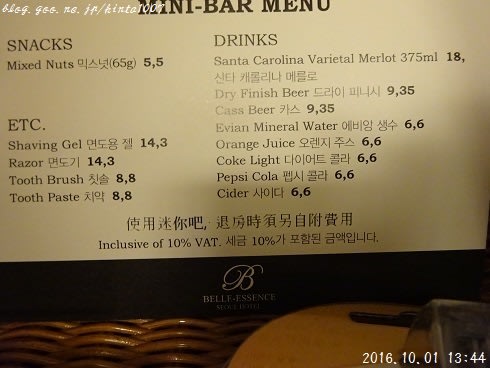 blog.goo.ne.jp/kinta1007
MINI-BAR MENU
SNACKS
Mixed Nuts 믹스넛(65g) 5,5
DRINKS
Santa Carolina Varietal Merlot 375ml 18,
산타 캐롤리나 메를로
Dry Finish Beer 드라이 피니시 9,35
Cass Beer 카스 9,35
Evian Mineral Water 에비앙 생수 6,6
Orange Juice 오렌지 주스 6,6
Coke Light 다이어트 콜라 6,6
Pepsi Cola 펩시 콜라 6,6
Cider 사이다 6,6
ETC.
Shaving Gel 면도용 젤 14,3
Razor 면도기 14,3
Tooth Brush 칫솔 8,8
Tooth Paste 치약 8,8
使用迷你吧, 退房時須另自附費用
Inclusive of 10% VAT. 세금 10%가 포함된 금액입니다.
B
BELLE-ESSENCE
SEOUL HOTEL
2016.10.01 13:44